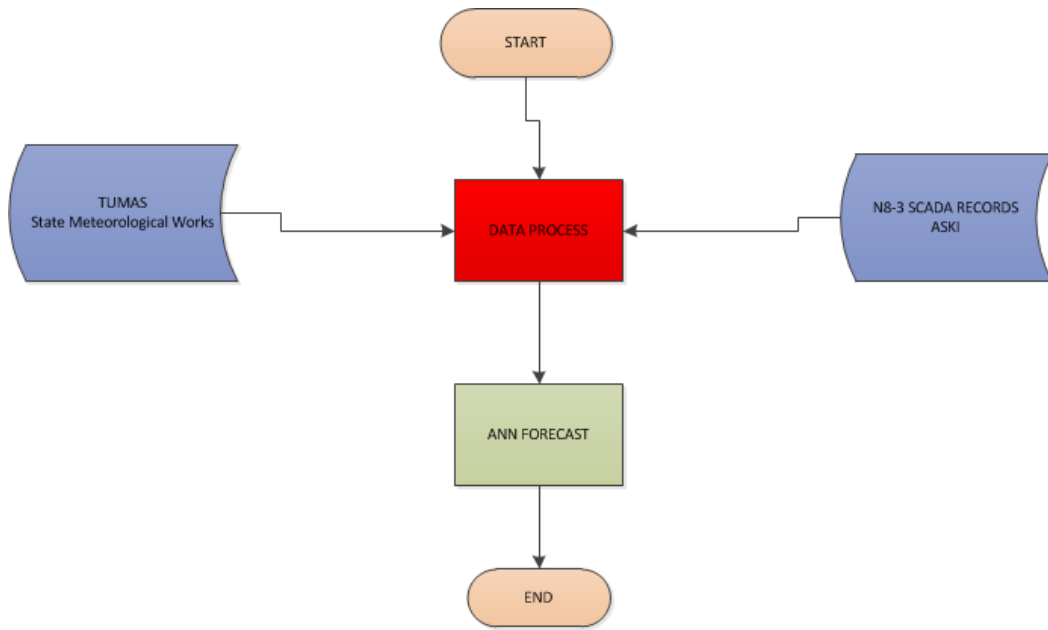 START
TUMAS
State Meteorological Works
DATA PROCESS
N8-3 SCADA RECORDS
ASKI
ANN FORECAST
END